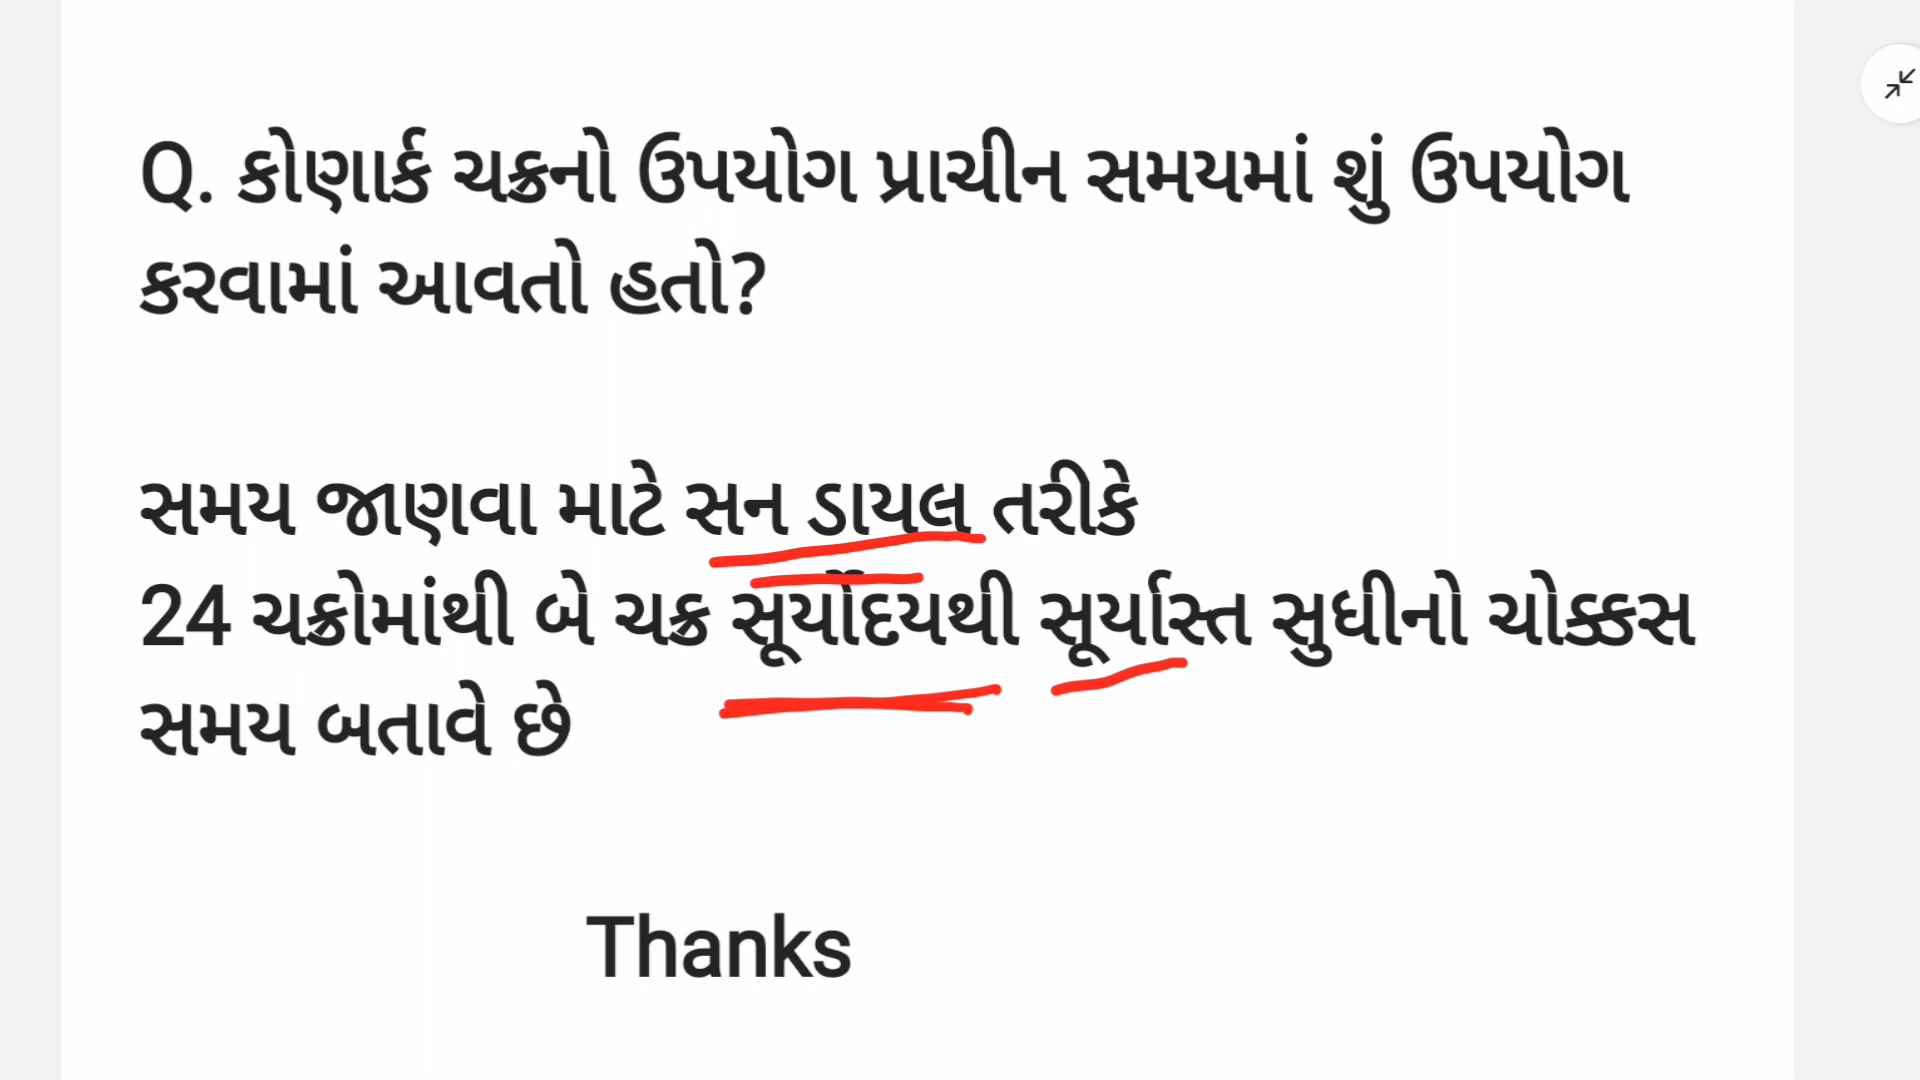 Q. કોણાર્ક ચક્રનો ઉપયોગ પ્રાચીન સમયમાં શું ઉપયોગ
કરવામાં આવતો હતો?
સમય જાણવા માટે સન ડાયલ તરીકે
24 ચક્રોમાંથી બે ચક્ર સૂર્યોદયથી સૂર્યાસ્ત સુધીનો ચોક્કસ
સમય બતાવે છે
Thanks